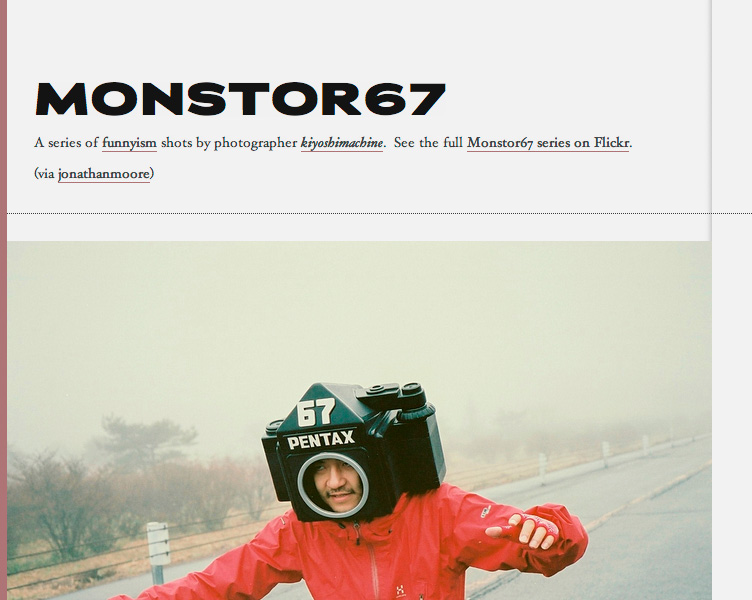 MONSTOR67
A series of funnyism shots by photographer kiyoshimachine. See the full Monstor67 series on Flickr.
(via jonathanmoore)
67
PENTAX